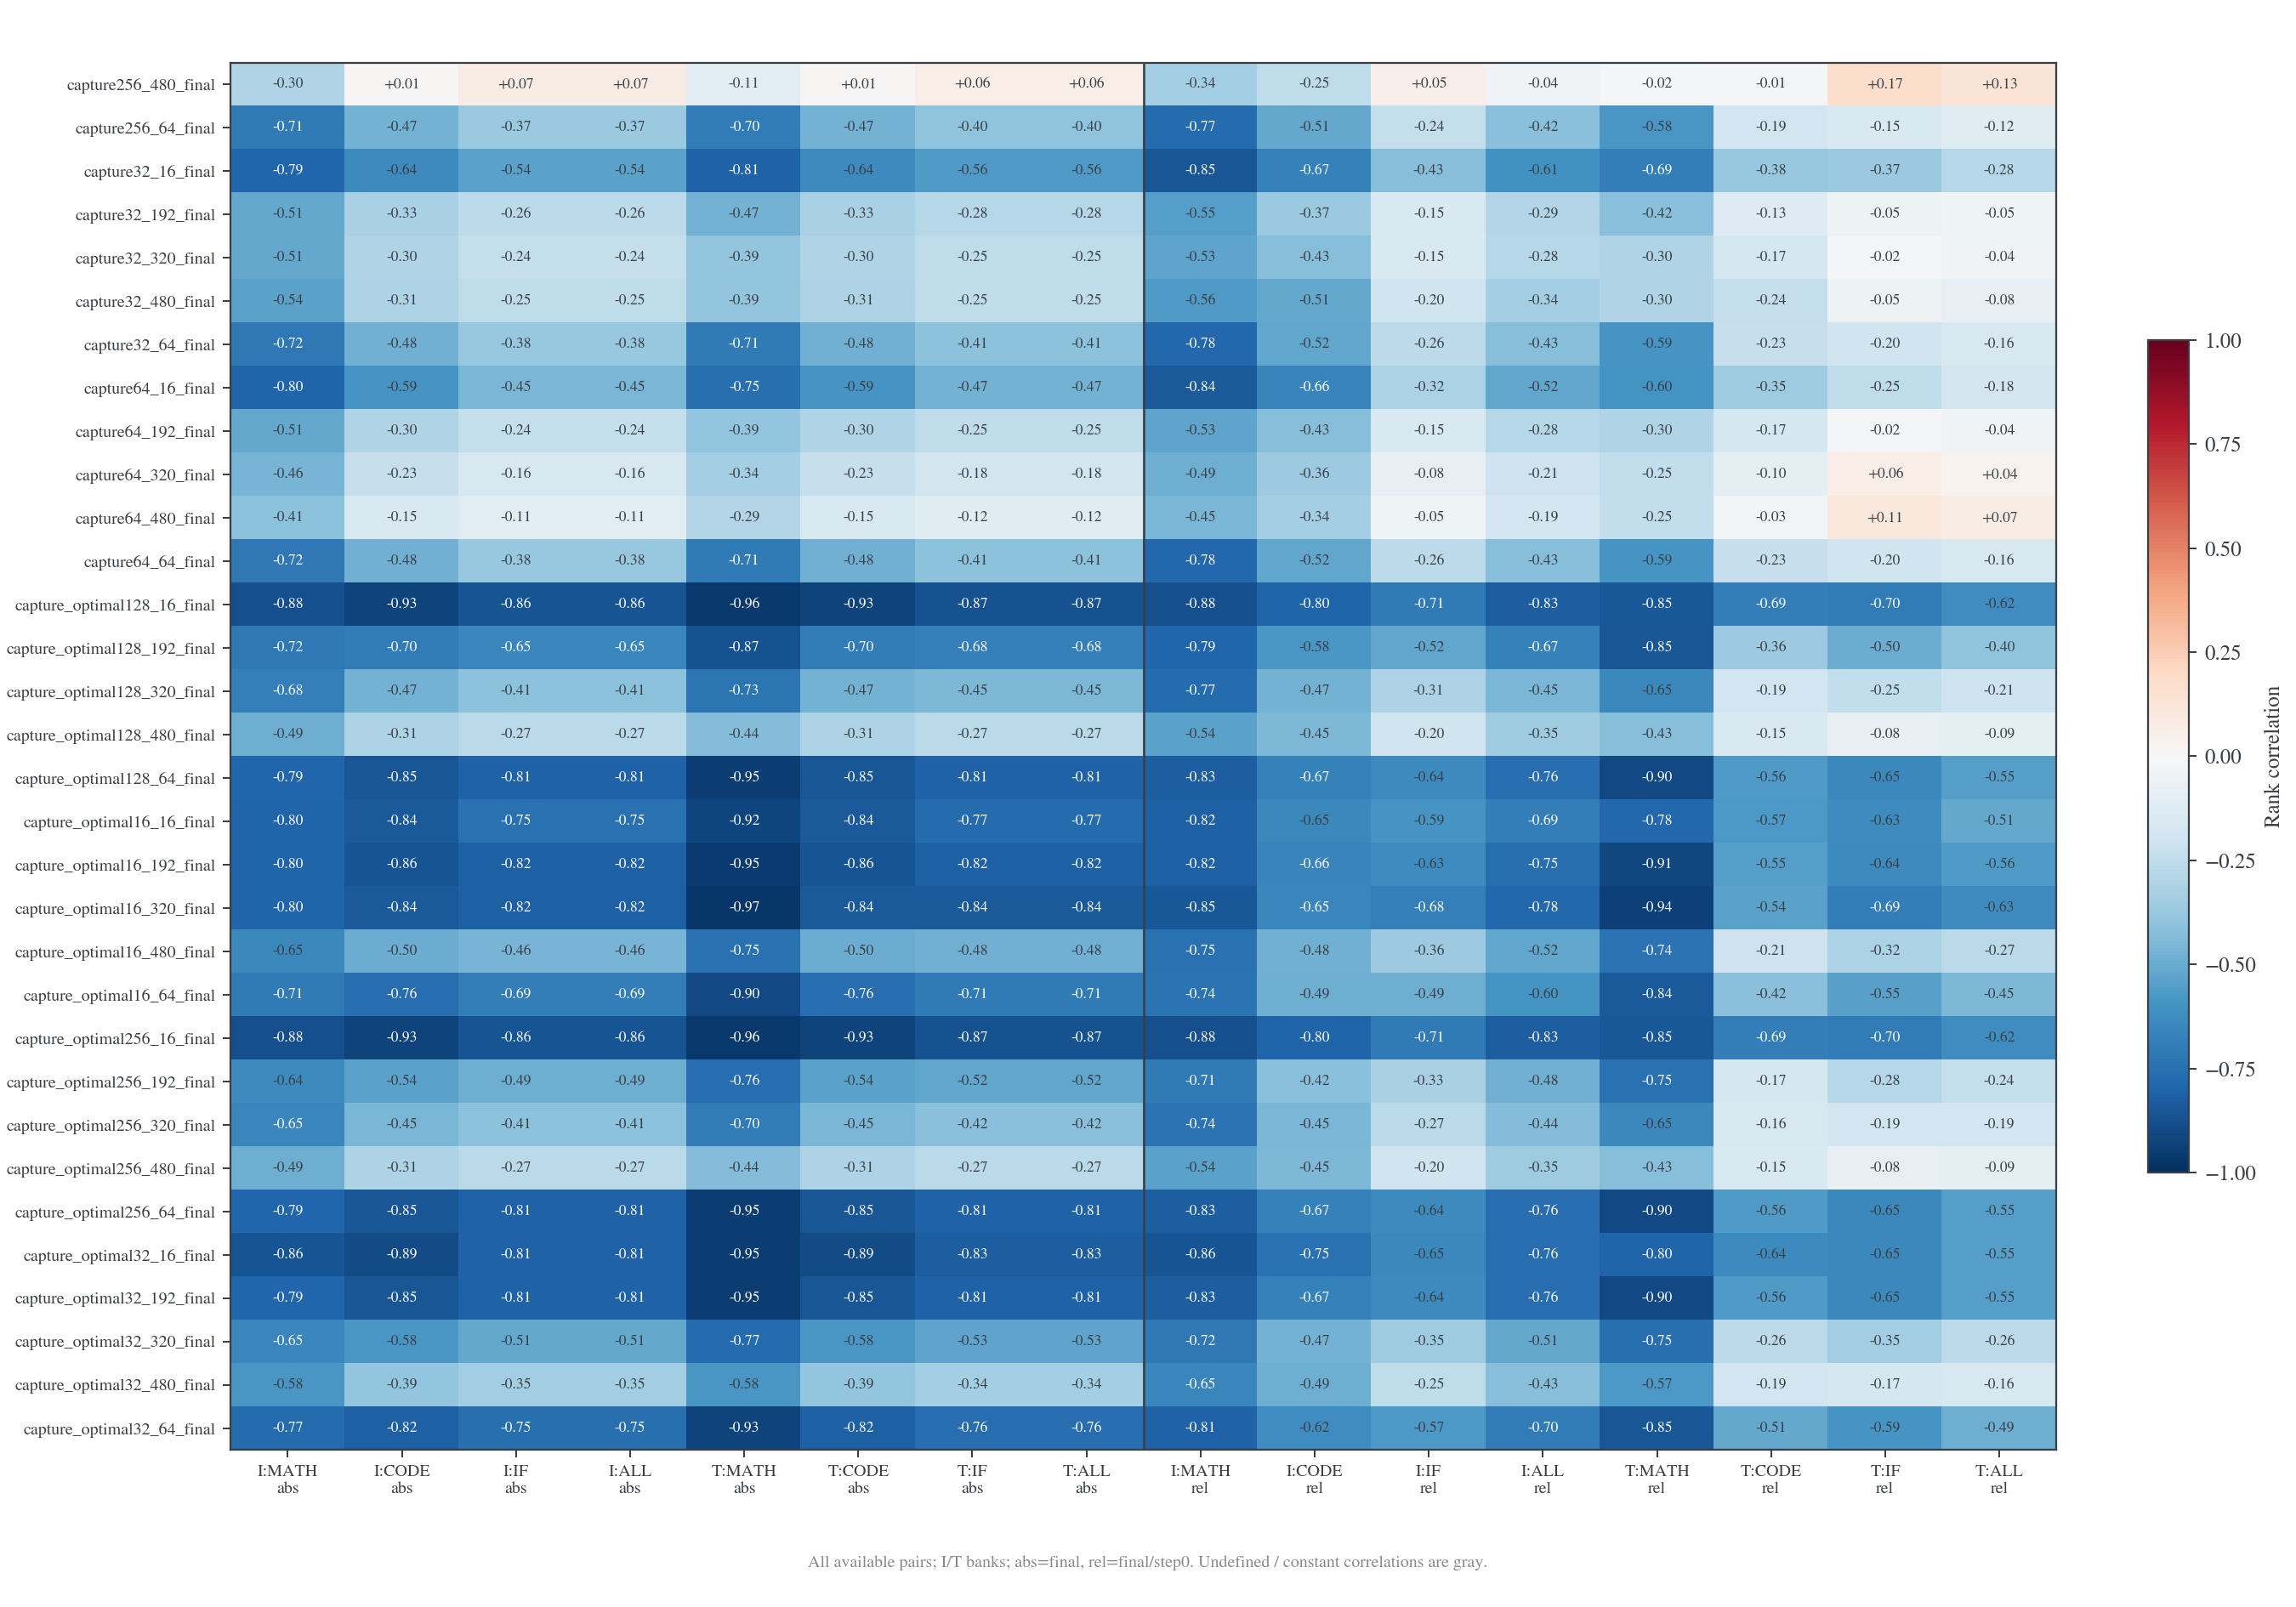 capture256_480_final -0.30 +0.01 +0.07 +0.07 -0.11 +0.01 +0.06 +0.06 -0.34 -0.25 +0.05 -0.04 -0.02 -0.01 +0.17 +0.13
capture256_64_final -0.71 -0.47 -0.37 -0.37 -0.70 -0.47 -0.40 -0.40 -0.77 -0.51 -0.24 -0.42 -0.58 -0.19 -0.15 -0.12
capture32_16_final -0.79 -0.64 -0.54 -0.54 -0.81 -0.64 -0.56 -0.56 -0.85 -0.67 -0.43 -0.61 -0.69 -0.38 -0.37 -0.28
capture32_192_final -0.51 -0.33 -0.26 -0.26 -0.47 -0.33 -0.28 -0.28 -0.55 -0.37 -0.15 -0.29 -0.42 -0.13 -0.05 -0.05
capture32_320_final -0.51 -0.30 -0.24 -0.24 -0.39 -0.30 -0.25 -0.25 -0.53 -0.43 -0.15 -0.28 -0.30 -0.17 -0.02 -0.04
capture32_480_final -0.54 -0.31 -0.25 -0.25 -0.39 -0.31 -0.25 -0.25 -0.56 -0.51 -0.20 -0.34 -0.30 -0.24 -0.05 -0.08
capture32_64_final -0.72 -0.48 -0.38 -0.38 -0.71 -0.48 -0.41 -0.41 -0.78 -0.52 -0.26 -0.43 -0.59 -0.23 -0.20 -0.16
capture64_16_final -0.80 -0.59 -0.45 -0.45 -0.75 -0.59 -0.47 -0.47 -0.84 -0.66 -0.32 -0.52 -0.60 -0.35 -0.25 -0.18
capture64_192_final -0.51 -0.30 -0.24 -0.24 -0.39 -0.30 -0.25 -0.25 -0.53 -0.43 -0.15 -0.28 -0.30 -0.17 -0.02 -0.04
capture64_320_final -0.46 -0.23 -0.16 -0.16 -0.34 -0.23 -0.18 -0.18 -0.49 -0.36 -0.08 -0.21 -0.25 -0.10 +0.06 +0.04
capture64_480_final -0.41 -0.15 -0.11 -0.11 -0.29 -0.15 -0.12 -0.12 -0.45 -0.34 -0.05 -0.19 -0.25 -0.03 +0.11 +0.07
capture64_64_final -0.72 -0.48 -0.38 -0.38 -0.71 -0.48 -0.41 -0.41 -0.78 -0.52 -0.26 -0.43 -0.59 -0.23 -0.20 -0.16
capture_optimal128_16_final -0.88 -0.93 -0.86 -0.86 -0.96 -0.93 -0.87 -0.87 -0.88 -0.80 -0.71 -0.83 -0.85 -0.69 -0.70 -0.62
capture_optimal128_192_final -0.72 -0.70 -0.65 -0.65 -0.87 -0.70 -0.68 -0.68 -0.79 -0.58 -0.52 -0.67 -0.85 -0.36 -0.50 -0.40
capture_optimal128_320_final -0.68 -0.47 -0.41 -0.41 -0.73 -0.47 -0.45 -0.45 -0.77 -0.47 -0.31 -0.45 -0.65 -0.19 -0.25 -0.21
capture_optimal128_480_final -0.49 -0.31 -0.27 -0.27 -0.44 -0.31 -0.27 -0.27 -0.54 -0.45 -0.20 -0.35 -0.43 -0.15 -0.08 -0.09
capture_optimal128_64_final -0.79 -0.85 -0.81 -0.81 -0.95 -0.85 -0.81 -0.81 -0.83 -0.67 -0.64 -0.76 -0.90 -0.56 -0.65 -0.55
capture_optimal16_16_final -0.80 -0.84 -0.75 -0.75 -0.92 -0.84 -0.77 -0.77 -0.82 -0.65 -0.59 -0.69 -0.78 -0.57 -0.63 -0.51
capture_optimal16_192_final -0.80 -0.86 -0.82 -0.82 -0.95 -0.86 -0.82 -0.82 -0.82 -0.66 -0.63 -0.75 -0.91 -0.55 -0.64 -0.56
capture_optimal16_320_final -0.80 -0.84 -0.82 -0.82 -0.97 -0.84 -0.84 -0.84 -0.85 -0.65 -0.68 -0.78 -0.94 -0.54 -0.69 -0.63
capture_optimal16_480_final -0.65 -0.50 -0.46 -0.46 -0.75 -0.50 -0.48 -0.48 -0.75 -0.48 -0.36 -0.52 -0.74 -0.21 -0.32 -0.27
capture_optimal16_64_final -0.71 -0.76 -0.69 -0.69 -0.90 -0.76 -0.71 -0.71 -0.74 -0.49 -0.49 -0.60 -0.84 -0.42 -0.55 -0.45
capture_optimal256_16_final -0.88 -0.93 -0.86 -0.86 -0.96 -0.93 -0.87 -0.87 -0.88 -0.80 -0.71 -0.83 -0.85 -0.69 -0.70 -0.62
capture_optimal256_192_final -0.64 -0.54 -0.49 -0.49 -0.76 -0.54 -0.52 -0.52 -0.71 -0.42 -0.33 -0.48 -0.75 -0.17 -0.28 -0.24
capture_optimal256_320_final -0.65 -0.45 -0.41 -0.41 -0.70 -0.45 -0.42 -0.42 -0.74 -0.45 -0.27 -0.44 -0.65 -0.16 -0.19 -0.19
capture_optimal256_480_final -0.49 -0.31 -0.27 -0.27 -0.44 -0.31 -0.27 -0.27 -0.54 -0.45 -0.20 -0.35 -0.43 -0.15 -0.08 -0.09
capture_optimal256_64_final -0.79 -0.85 -0.81 -0.81 -0.95 -0.85 -0.81 -0.81 -0.83 -0.67 -0.64 -0.76 -0.90 -0.56 -0.65 -0.55
capture_optimal32_16_final -0.86 -0.89 -0.81 -0.81 -0.95 -0.89 -0.83 -0.83 -0.86 -0.75 -0.65 -0.76 -0.80 -0.64 -0.65 -0.55
capture_optimal32_192_final -0.79 -0.85 -0.81 -0.81 -0.95 -0.85 -0.81 -0.81 -0.83 -0.67 -0.64 -0.76 -0.90 -0.56 -0.65 -0.55
capture_optimal32_320_final -0.65 -0.58 -0.51 -0.51 -0.77 -0.58 -0.53 -0.53 -0.72 -0.47 -0.35 -0.51 -0.75 -0.26 -0.35 -0.26
capture_optimal32_480_final -0.58 -0.39 -0.35 -0.35 -0.58 -0.39 -0.34 -0.34 -0.65 -0.49 -0.25 -0.43 -0.57 -0.19 -0.17 -0.16
capture_optimal32_64_final -0.77 -0.82 -0.75 -0.75 -0.93 -0.82 -0.76 -0.76 -0.81 -0.62 -0.57 -0.70 -0.85 -0.51 -0.59 -0.49
I:MATH I:CODE I:IF I:ALL T:MATH T:CODE T:IF T:ALL I:MATH I:CODE I:IF I:ALL T:MATH T:CODE T:IF T:ALL
abs abs abs abs abs abs abs abs rel rel rel rel rel rel rel rel
1.00
0.75
0.50
0.25
0.00
−0.25
−0.50
−0.75
−1.00
Rank correlation
All available pairs; I/T banks; abs=final, rel=final/step0. Undefined / constant correlations are gray.